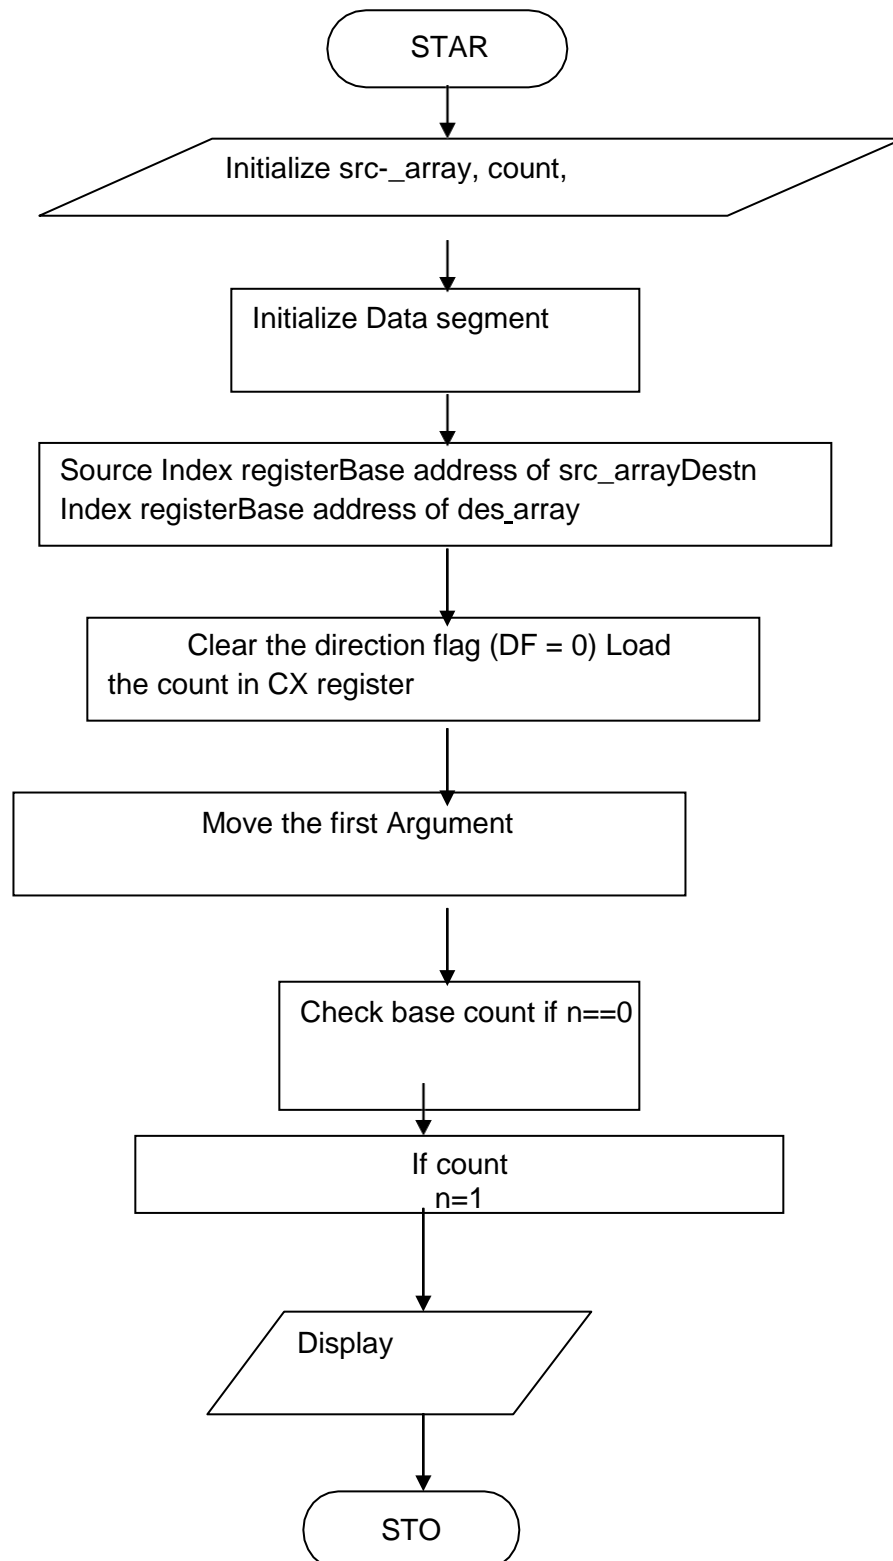 STAR
Initialize src-_array, count,
Initialize Data segment
Source Index registerBase address of src_arrayDestn
Index registerBase address of des_array
Clear the direction flag (DF = 0) Load
the count in CX register
Move the first Argument
Check base count if n==0
If count
n=1
Display
STO